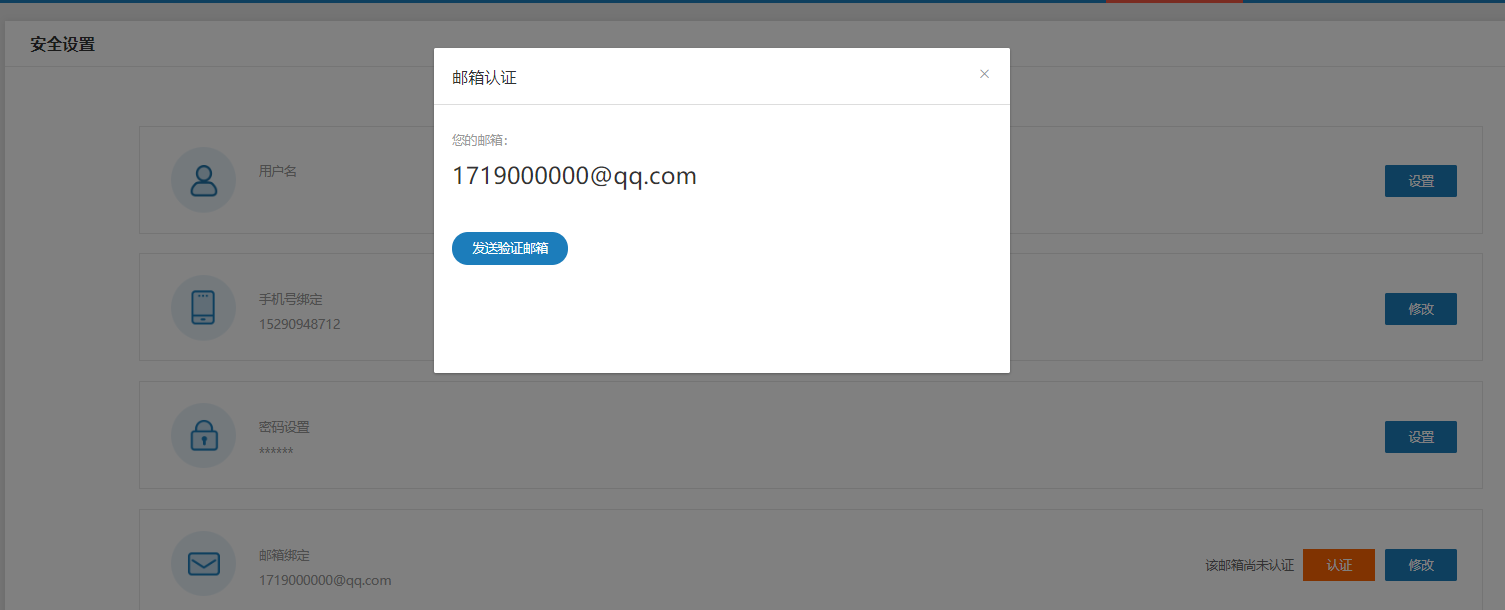 安全设置
邮箱认证
×
您的邮箱:
1719000000@qq.com
发送验证邮箱
用户名
设置
手机号绑定
15290948712
修改
密码设置
******
设置
邮箱绑定
1719000000@qq.com
该邮箱尚未认证
认证
修改